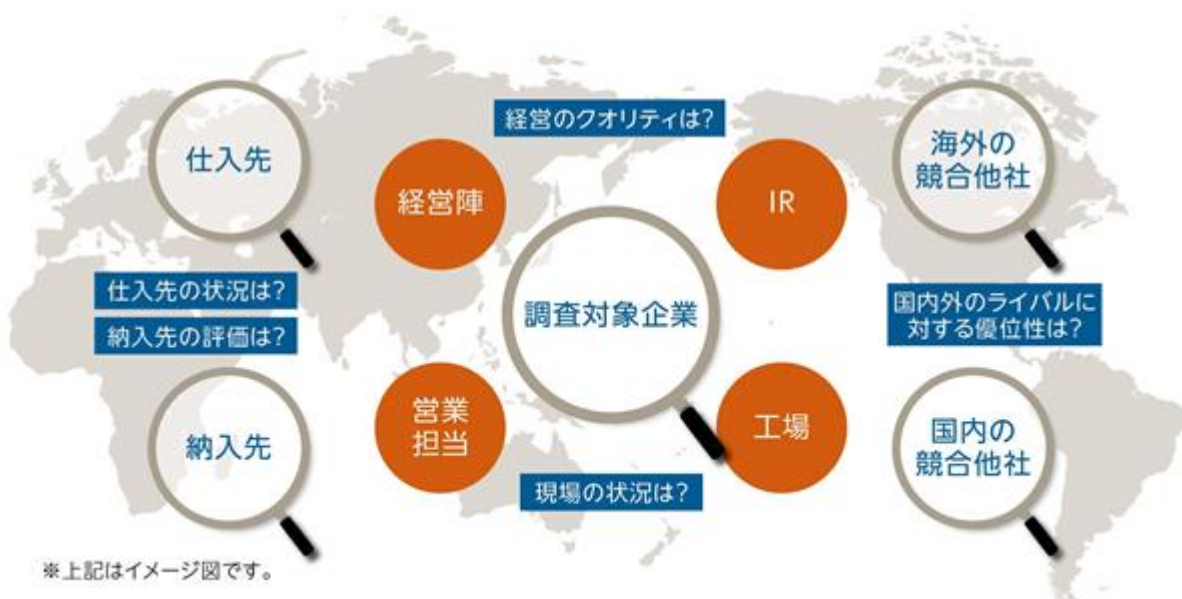 経営のクオリティは?
仕入先
経営陣
IR
海外の
競合他社
調査対象企業
仕入先の状況は?
納入先の評価は?
国内外のライバルに
対する優位性は?
納入先
営業
担当
工場
国内の
競合他社
現場の状況は?
※上記はイメージ図です。